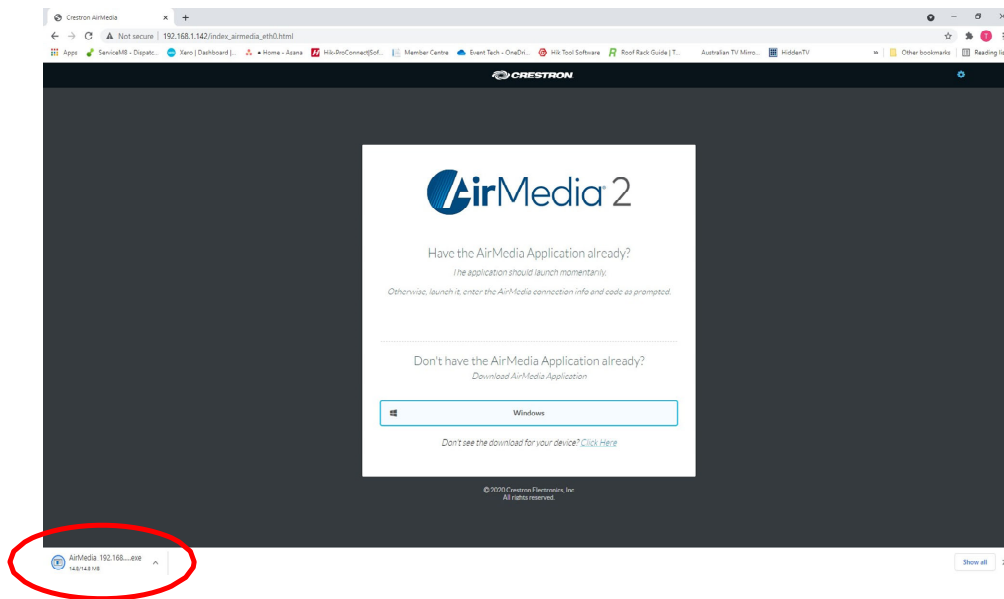 Crestron AirMedia
Not secure | 192.168.1.142/index_airmedia_eth0.html
Apps ServiceM8 - Dispatc... Xero | Dashboard |... • Home - Asana Hik-ProConnect|Sof... Member Centre Event Tech - OneDri... Hik Tool Software Roof Rack Guide | T... Australian TV Mirro... HiddenTV » Other bookmarks Reading lis
CRESTRON
AirMedia 2
Have the AirMedia Application already?
The application should launch momentarily.
Otherwise, launch it, enter the AirMedia connection info and code as prompted.
Don't have the AirMedia Application already?
Download AirMedia Application
Windows
Don't see the download for your device? Click Here
© 2020 Crestron Electronics, Inc.
All rights reserved.
AirMedia_192.168....exe
14.8/14.8 MB
Show all